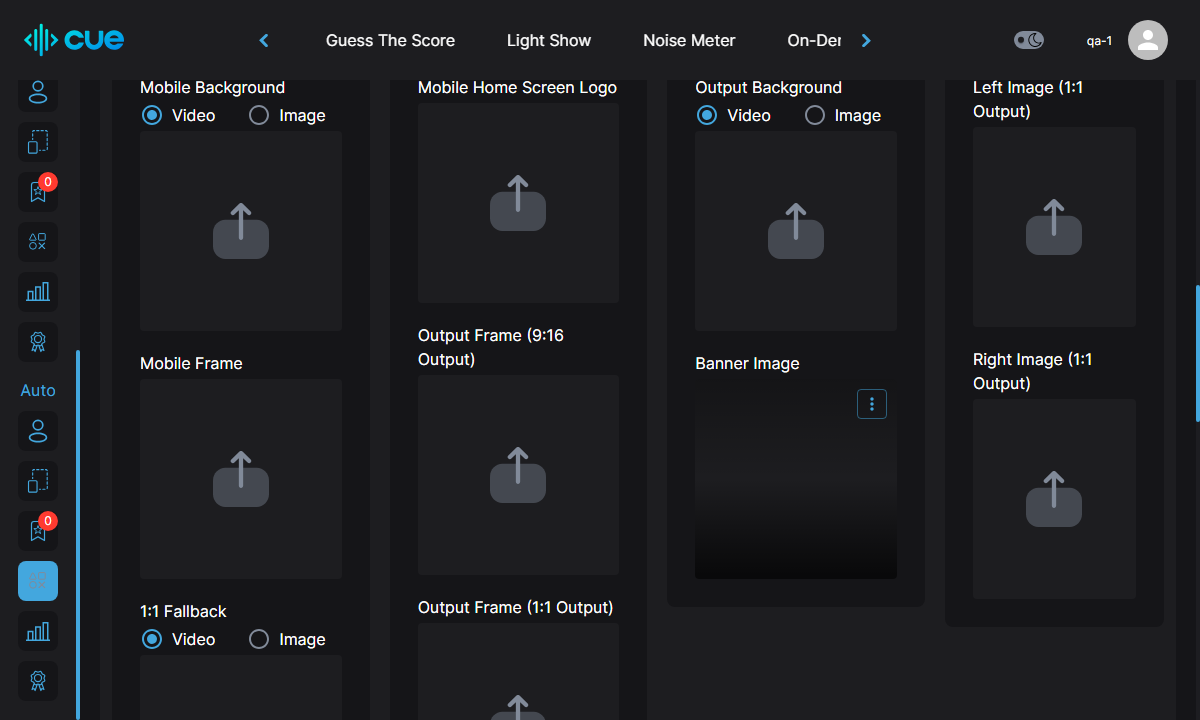 cue
Guess The Score
Light Show
Noise Meter
On-Der
qa-1
0
Auto
0
Mobile Background
Video
Image
Mobile Frame
1:1 Fallback
Video
Image
Mobile Home Screen Logo
Output Frame (9:16
Output)
Output Frame (1:1 Output)
Output Background
Video
Image
Banner Image
Left Image (1:1
Output)
Right Image (1:1
Output)